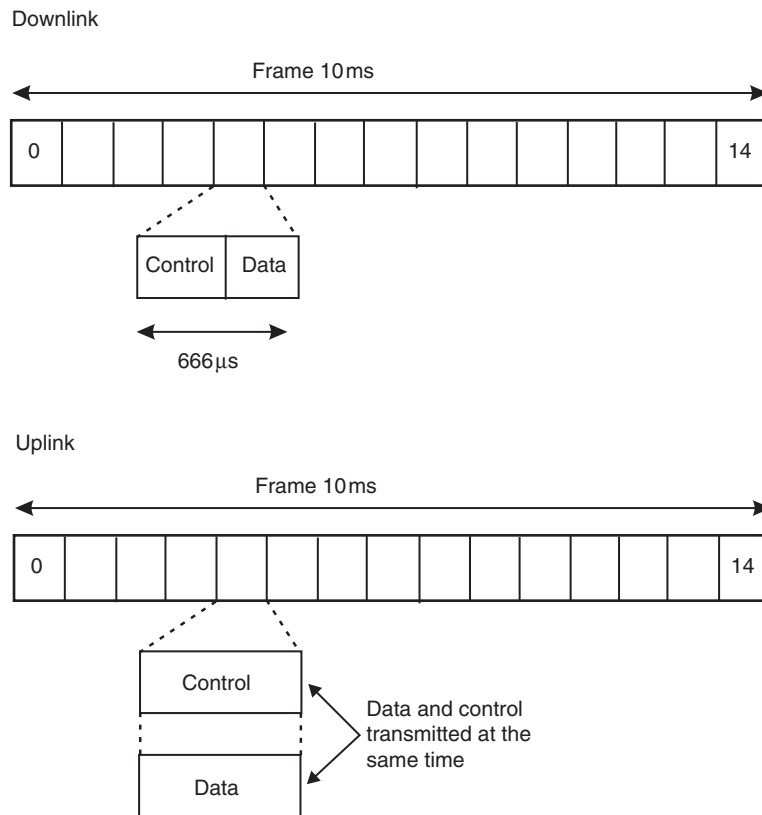 Downlink
Frame 10 ms
0
14
Control
Data
666 μs
Uplink
Frame 10 ms
0
14
Control
Data and control
transmitted at the
same time
Data